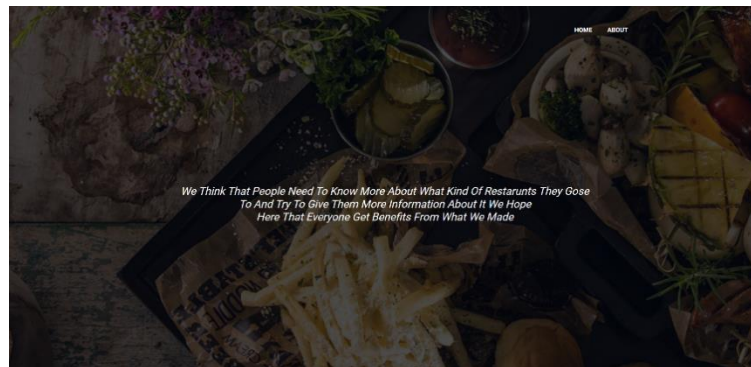 HOME ABOUT
We Think That People Need To Know More About What Kind Of Restarunts They Gose
To And Try To Give Them More Information About It We Hope
Here That Everyone Get Benefits From What We Made